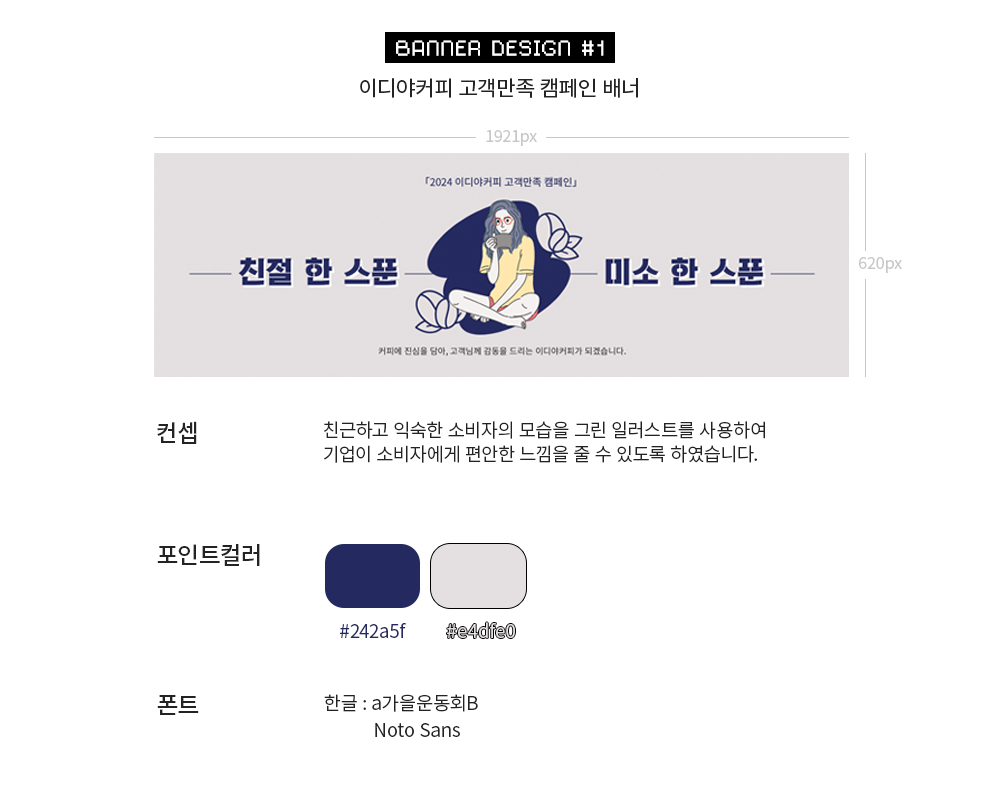 BANNER DESIGN #1
이디야커피 고객만족 캠페인 배너
1921px
「2024 이디야커피 고객만족 캠페인」
친절 한 스푼
미소 한 스푼
620px
커피에 진심을 담아, 고객님께 감동을 드리는 이디야커피가 되겠습니다.
컨셉
친근하고 익숙한 소비자의 모습을 그린 일러스트를 사용하여
기업이 소비자에게 편안한 느낌을 줄 수 있도록 하였습니다.
포인트컬러
#242a5f
#e4dfe0
폰트
한글 : a가을운동회B
Noto Sans